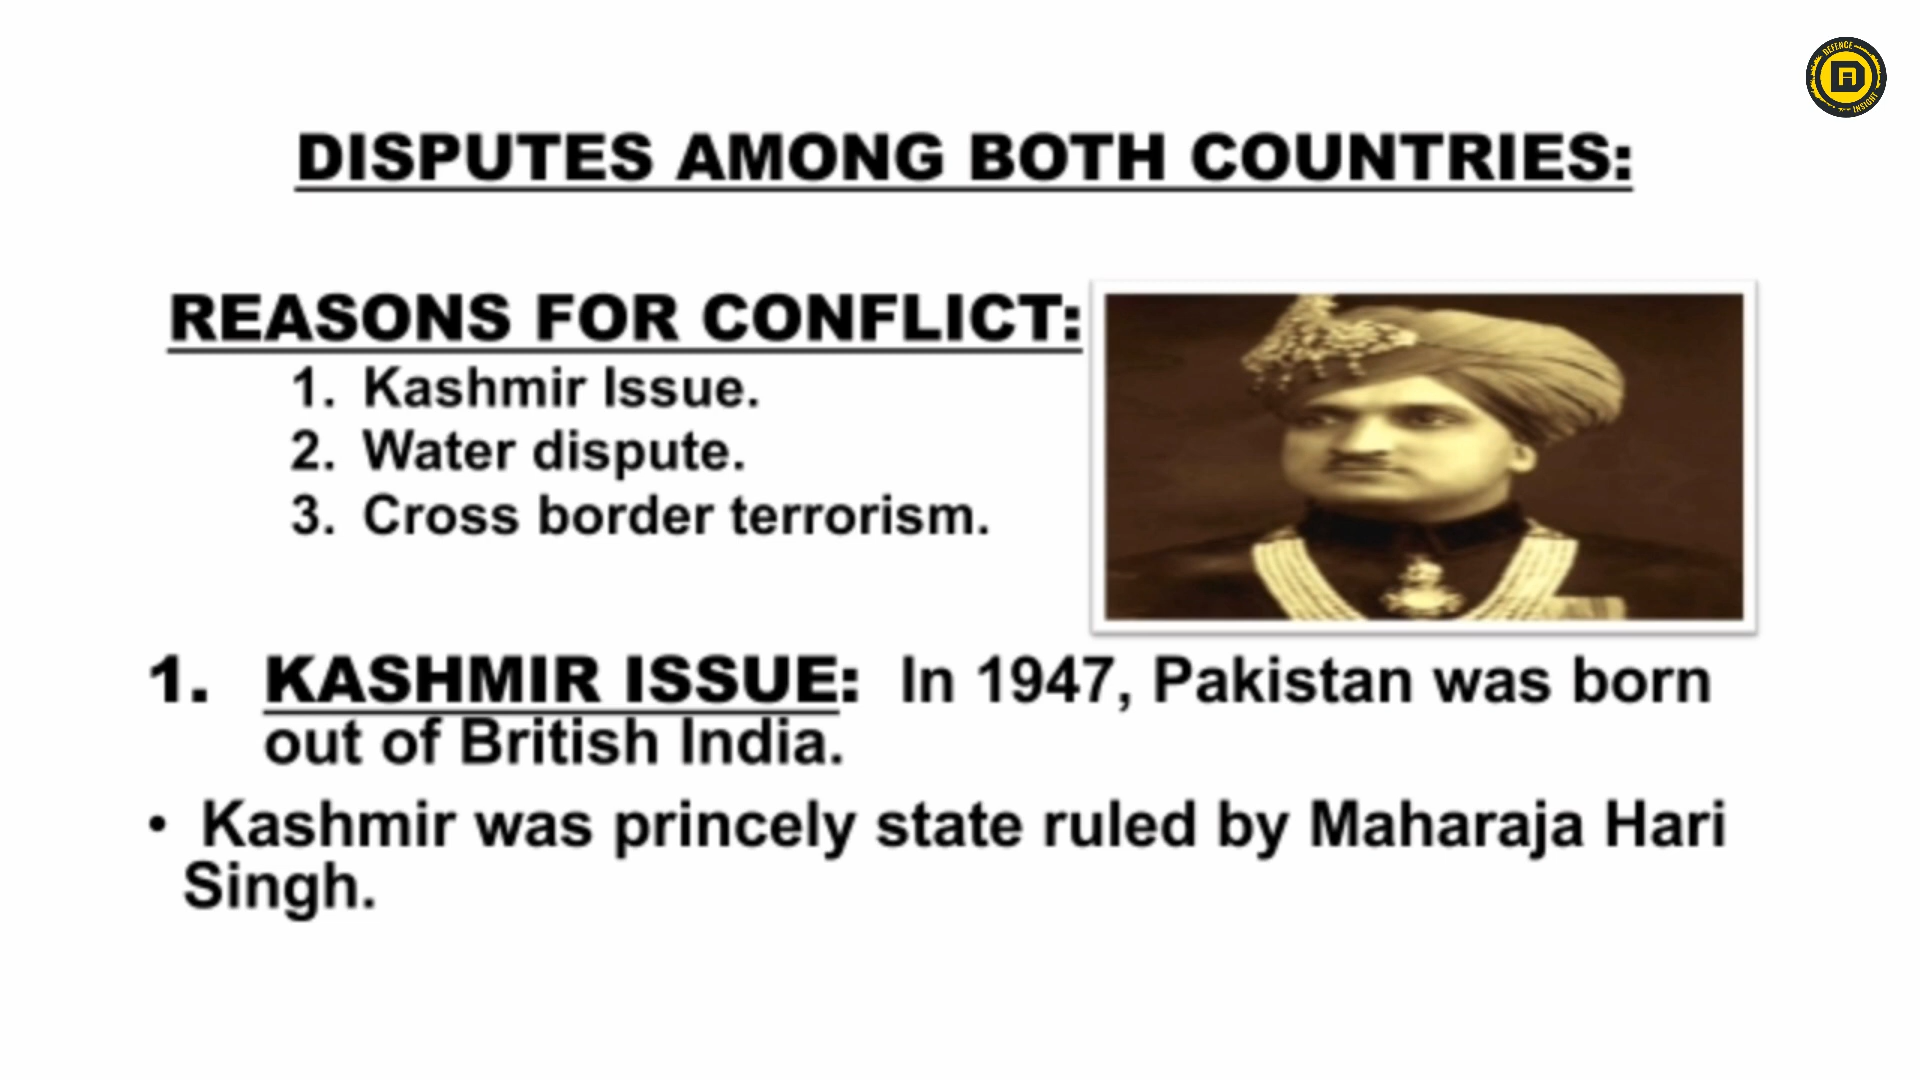 DEFENCE
INSIGHT
DISPUTES AMONG BOTH COUNTRIES:
REASONS FOR CONFLICT:
1. Kashmir Issue.
2. Water dispute.
3. Cross border terrorism.
1. KASHMIR ISSUE: In 1947, Pakistan was born
out of British India.
• Kashmir was princely state ruled by Maharaja Hari
Singh.